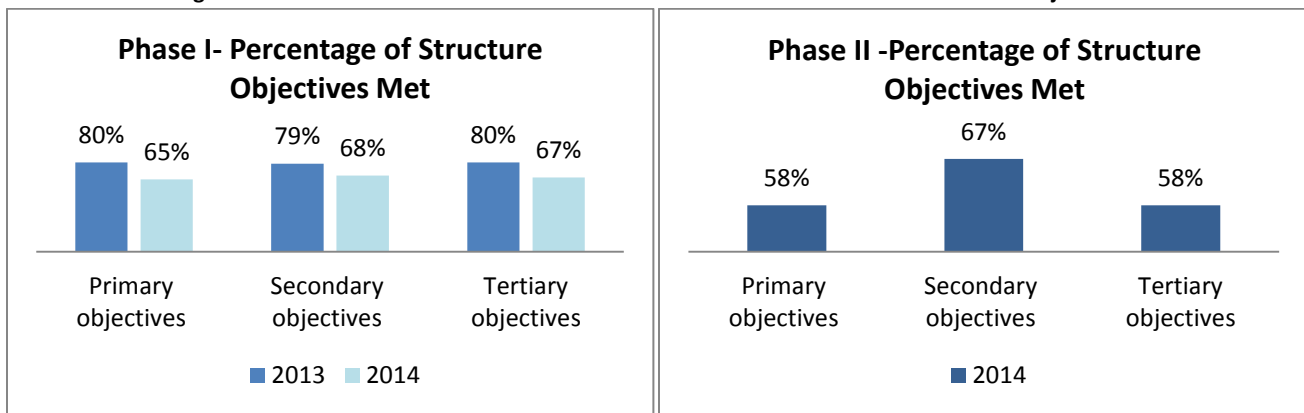 Phase I- Percentage of Structure
Objectives Met
80%
65%
79%
68%
80%
67%
Primary
objectives
Secondary
objectives
Tertiary
objectives
2013
2014
Phase II -Percentage of Structure
Objectives Met
58%
67%
58%
Primary
objectives
Secondary
objectives
Tertiary
objectives
2014